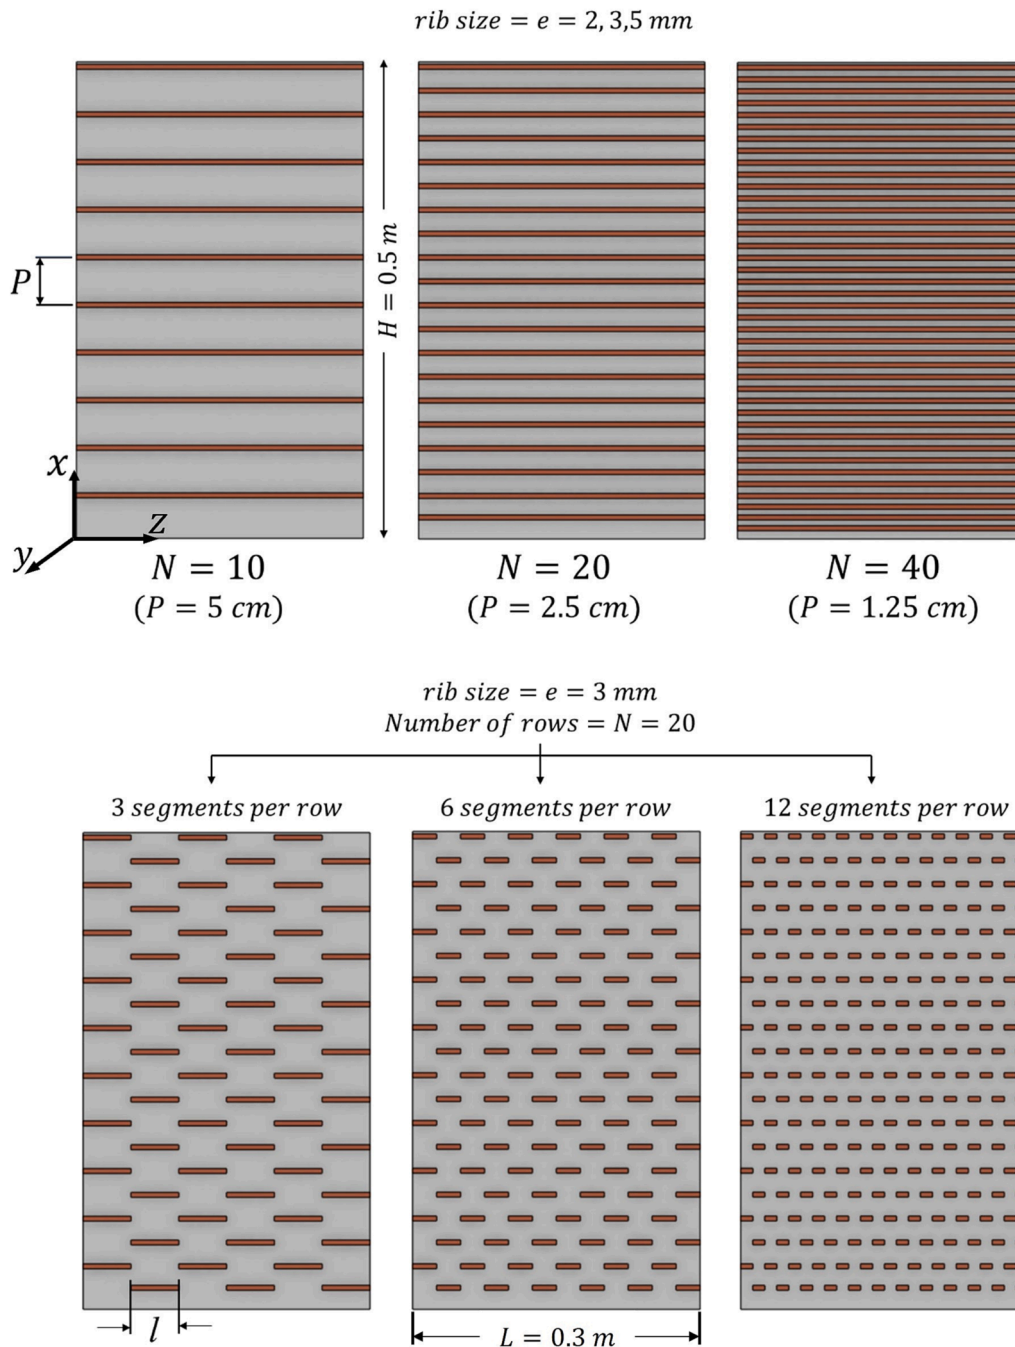 rib size = e = 2, 3,5 mm
P
H = 0.5 m
x
z
y
N = 10
(P = 5 cm)
N = 20
(P = 2.5 cm)
N = 40
(P = 1.25 cm)
rib size = e = 3 mm
Number of rows = N = 20
3 segments per row
6 segments per row
12 segments per row
l
L = 0.3 m